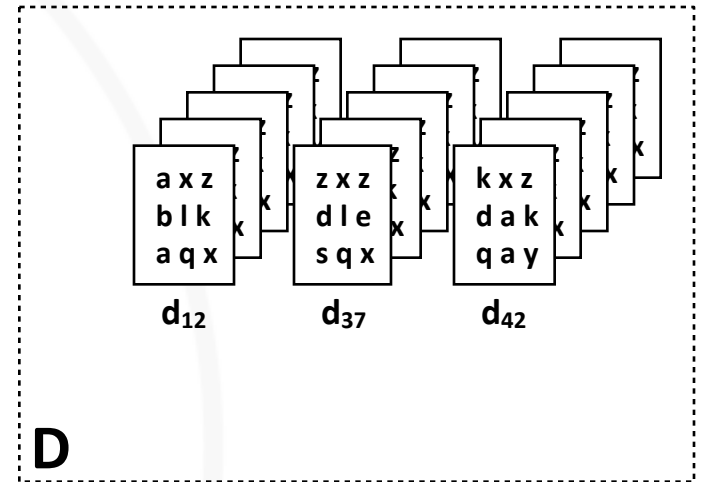 a x z
b l k
a q x
d12
z x z
d l e
s q x
d37
k x z
d a k
q a y
d42
D